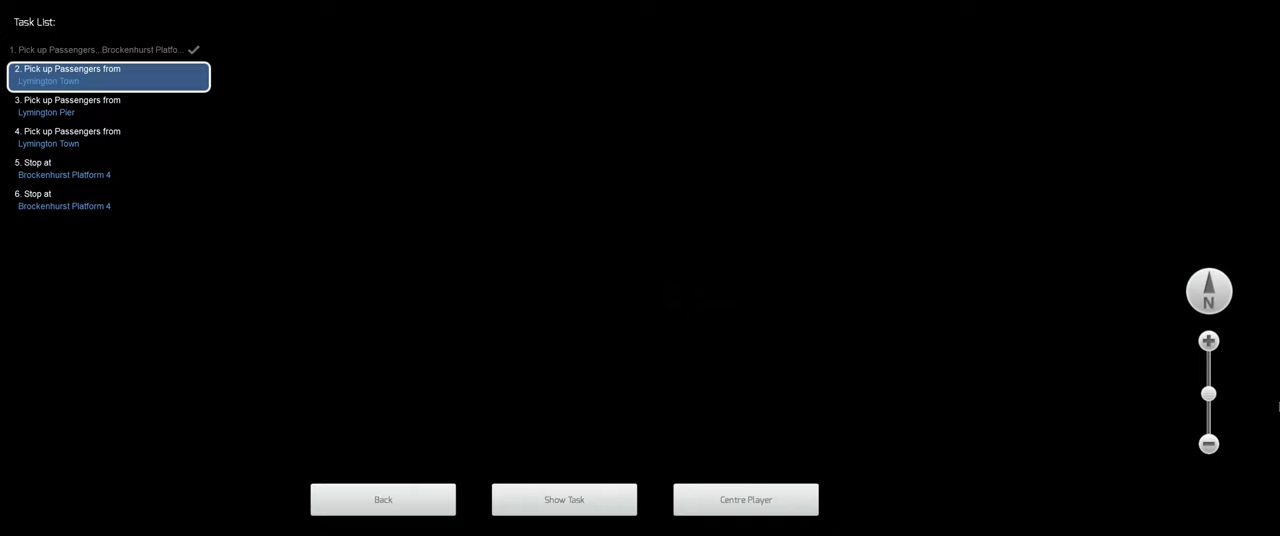 Task List:
1. Pick up Passengers...Brockenhurst Platfo...
2. Pick up Passengers from
Lymington Town
3. Pick up Passengers from
Lymington Pier
4. Pick up Passengers from
Lymington Town
5. Stop at
Brockenhurst Platform 4
6. Stop at
Brockenhurst Platform 4
N
Back
Show Task
Centre Player